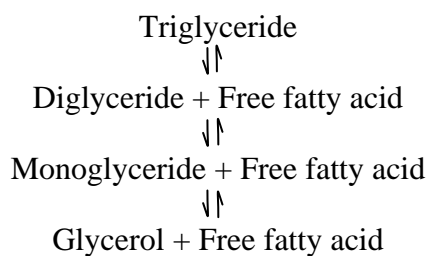 Triglyceride
Diglyceride + Free fatty acid
Monoglyceride + Free fatty acid
Glycerol + Free fatty acid